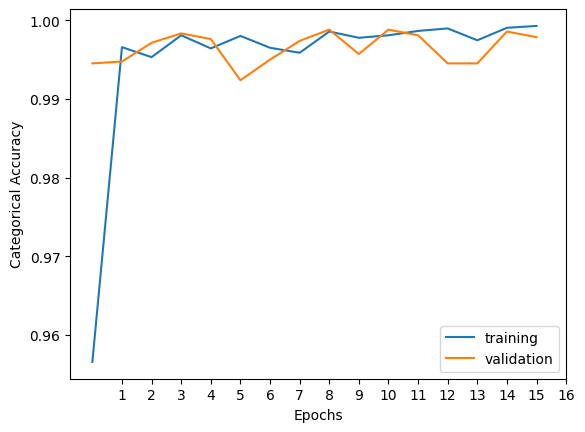 1.00
0.99
0.98
0.97
0.96
Categorical Accuracy
training
validation
1 2 3 4 5 6 7 8 9 10 11 12 13 14 15 16
Epochs